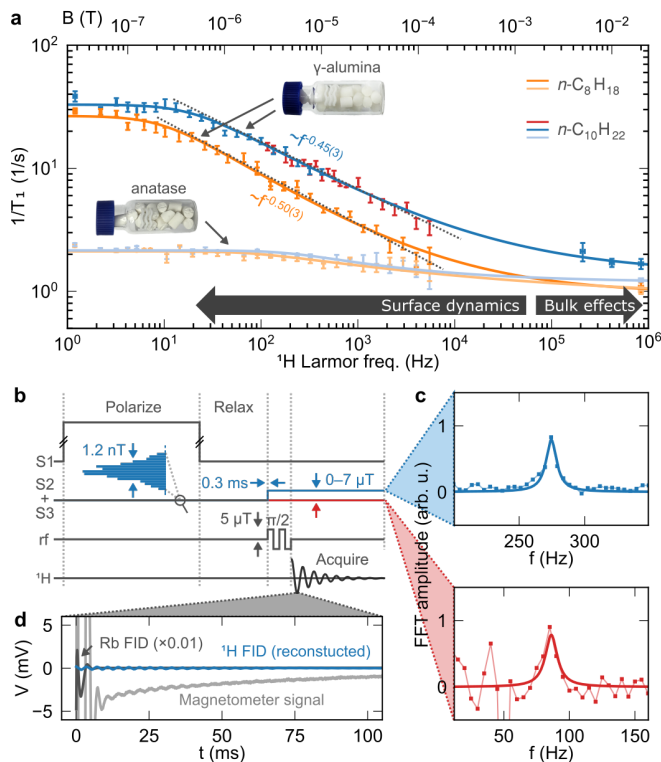 B (T)
10⁻⁷ 10⁻⁶ 10⁻⁵ 10⁻⁴ 10⁻³ 10⁻²
a
10²
10¹
10⁰
1/T₁ (1/s)
γ-alumina
n-C₈H₁₈
n-C₁₀H₂₂
~f⁻⁰·⁴⁵⁽³⁾
~f⁻⁰·⁵⁰⁽³⁾
anatase
Surface dynamics
Bulk effects
10⁰ 10¹ 10² 10³ 10⁴ 10⁵ 10⁶
¹H Larmor freq. (Hz)
b
Polarize
Relax
1.2 nT
S1
S2
+
S3
0.3 ms
0–7 µT
5 µT
π/2
rf
Acquire
¹H
c
1
0
250 300
f (Hz)
FFT amplitude (arb. u.)
1
0
50 100 150
f (Hz)
d
Rb FID (×0.01)
¹H FID (reconstucted)
Magnetometer signal
5
0
−5
V (mV)
0 25 50 75 100
t (ms)